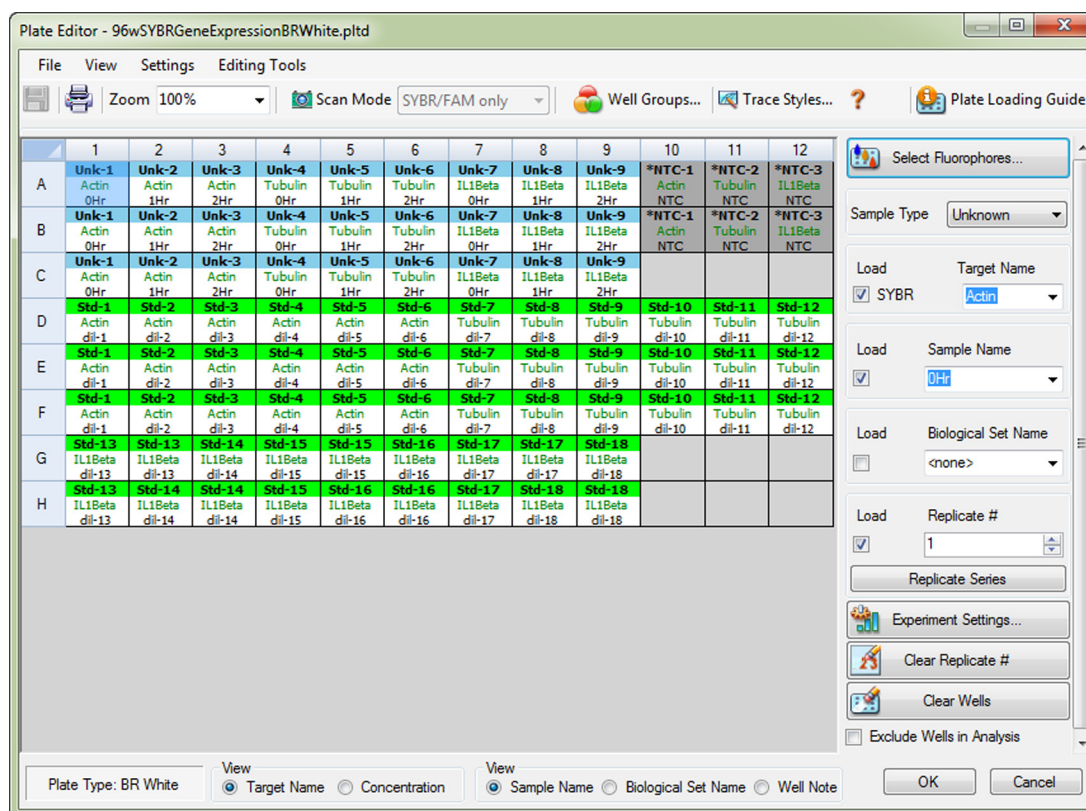 Plate Editor - 96wSYBRGeneExpressionBRWhite.pltd
File View Settings Editing Tools
Zoom 100% Scan Mode SYBR/FAM only Well Groups... Trace Styles... ? Plate Loading Guide
1 2 3 4 5 6 7 8 9 10 11 12
A
Unk-1 Unk-2 Unk-3 Unk-4 Unk-5 Unk-6 Unk-7 Unk-8 Unk-9 *NTC-1 *NTC-2 *NTC-3
Actin Actin Actin Tubulin Tubulin Tubulin IL1Beta IL1Beta IL1Beta Actin Tubulin IL1Beta
0Hr 1Hr 2Hr 0Hr 1Hr 2Hr 0Hr 1Hr 2Hr NTC NTC NTC
B
Unk-1 Unk-2 Unk-3 Unk-4 Unk-5 Unk-6 Unk-7 Unk-8 Unk-9 *NTC-1 *NTC-2 *NTC-3
Actin Actin Actin Tubulin Tubulin Tubulin IL1Beta IL1Beta IL1Beta Actin Tubulin IL1Beta
0Hr 1Hr 2Hr 0Hr 1Hr 2Hr 0Hr 1Hr 2Hr NTC NTC NTC
C
Unk-1 Unk-2 Unk-3 Unk-4 Unk-5 Unk-6 Unk-7 Unk-8 Unk-9
Actin Actin Actin Tubulin Tubulin Tubulin IL1Beta IL1Beta IL1Beta
0Hr 1Hr 2Hr 0Hr 1Hr 2Hr 0Hr 1Hr 2Hr
D
Std-1 Std-2 Std-3 Std-4 Std-5 Std-6 Std-7 Std-8 Std-9 Std-10 Std-11 Std-12
Actin Actin Actin Actin Actin Actin Tubulin Tubulin Tubulin Tubulin Tubulin Tubulin
dil-1 dil-2 dil-3 dil-4 dil-5 dil-6 dil-7 dil-8 dil-9 dil-10 dil-11 dil-12
E
Std-1 Std-2 Std-3 Std-4 Std-5 Std-6 Std-7 Std-8 Std-9 Std-10 Std-11 Std-12
Actin Actin Actin Actin Actin Actin Tubulin Tubulin Tubulin Tubulin Tubulin Tubulin
dil-1 dil-2 dil-3 dil-4 dil-5 dil-6 dil-7 dil-8 dil-9 dil-10 dil-11 dil-12
F
Std-1 Std-2 Std-3 Std-4 Std-5 Std-6 Std-7 Std-8 Std-9 Std-10 Std-11 Std-12
Actin Actin Actin Actin Actin Actin Tubulin Tubulin Tubulin Tubulin Tubulin Tubulin
dil-1 dil-2 dil-3 dil-4 dil-5 dil-6 dil-7 dil-8 dil-9 dil-10 dil-11 dil-12
G
Std-13 Std-13 Std-14 Std-15 Std-15 Std-16 Std-17 Std-17 Std-18
IL1Beta IL1Beta IL1Beta IL1Beta IL1Beta IL1Beta IL1Beta IL1Beta IL1Beta
dil-13 dil-13 dil-14 dil-15 dil-15 dil-16 dil-17 dil-17 dil-18
H
Std-13 Std-14 Std-14 Std-15 Std-16 Std-16 Std-17 Std-18 Std-18
IL1Beta IL1Beta IL1Beta IL1Beta IL1Beta IL1Beta IL1Beta IL1Beta IL1Beta
dil-13 dil-14 dil-14 dil-15 dil-16 dil-16 dil-17 dil-18 dil-18
Select Fluorophores...
Sample Type Unknown
Load Target Name
SYBR Actin
Load Sample Name
0Hr
Load Biological Set Name
<none>
Load Replicate #
1
Replicate Series
Experiment Settings...
Clear Replicate #
Clear Wells
Exclude Wells in Analysis
Plate Type: BR White
View
Target Name Concentration
View
Sample Name Biological Set Name Well Note
OK Cancel